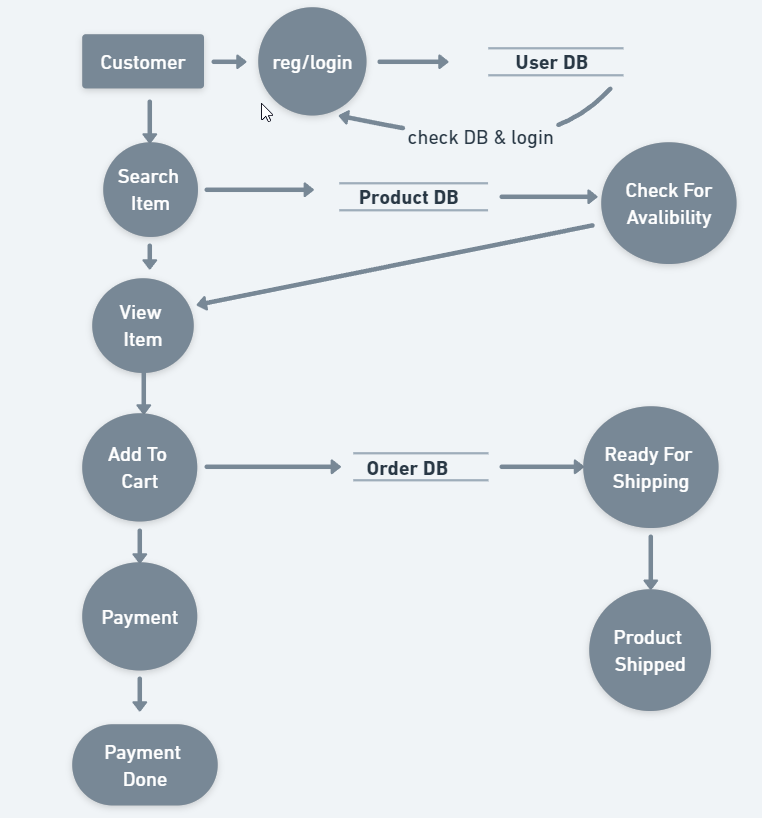 Customer
reg/login
User DB
check DB & login
Search
Item
Product DB
Check For
Avalibility
View
Item
Add To
Cart
Order DB
Ready For
Shipping
Payment
Product
Shipped
Payment
Done